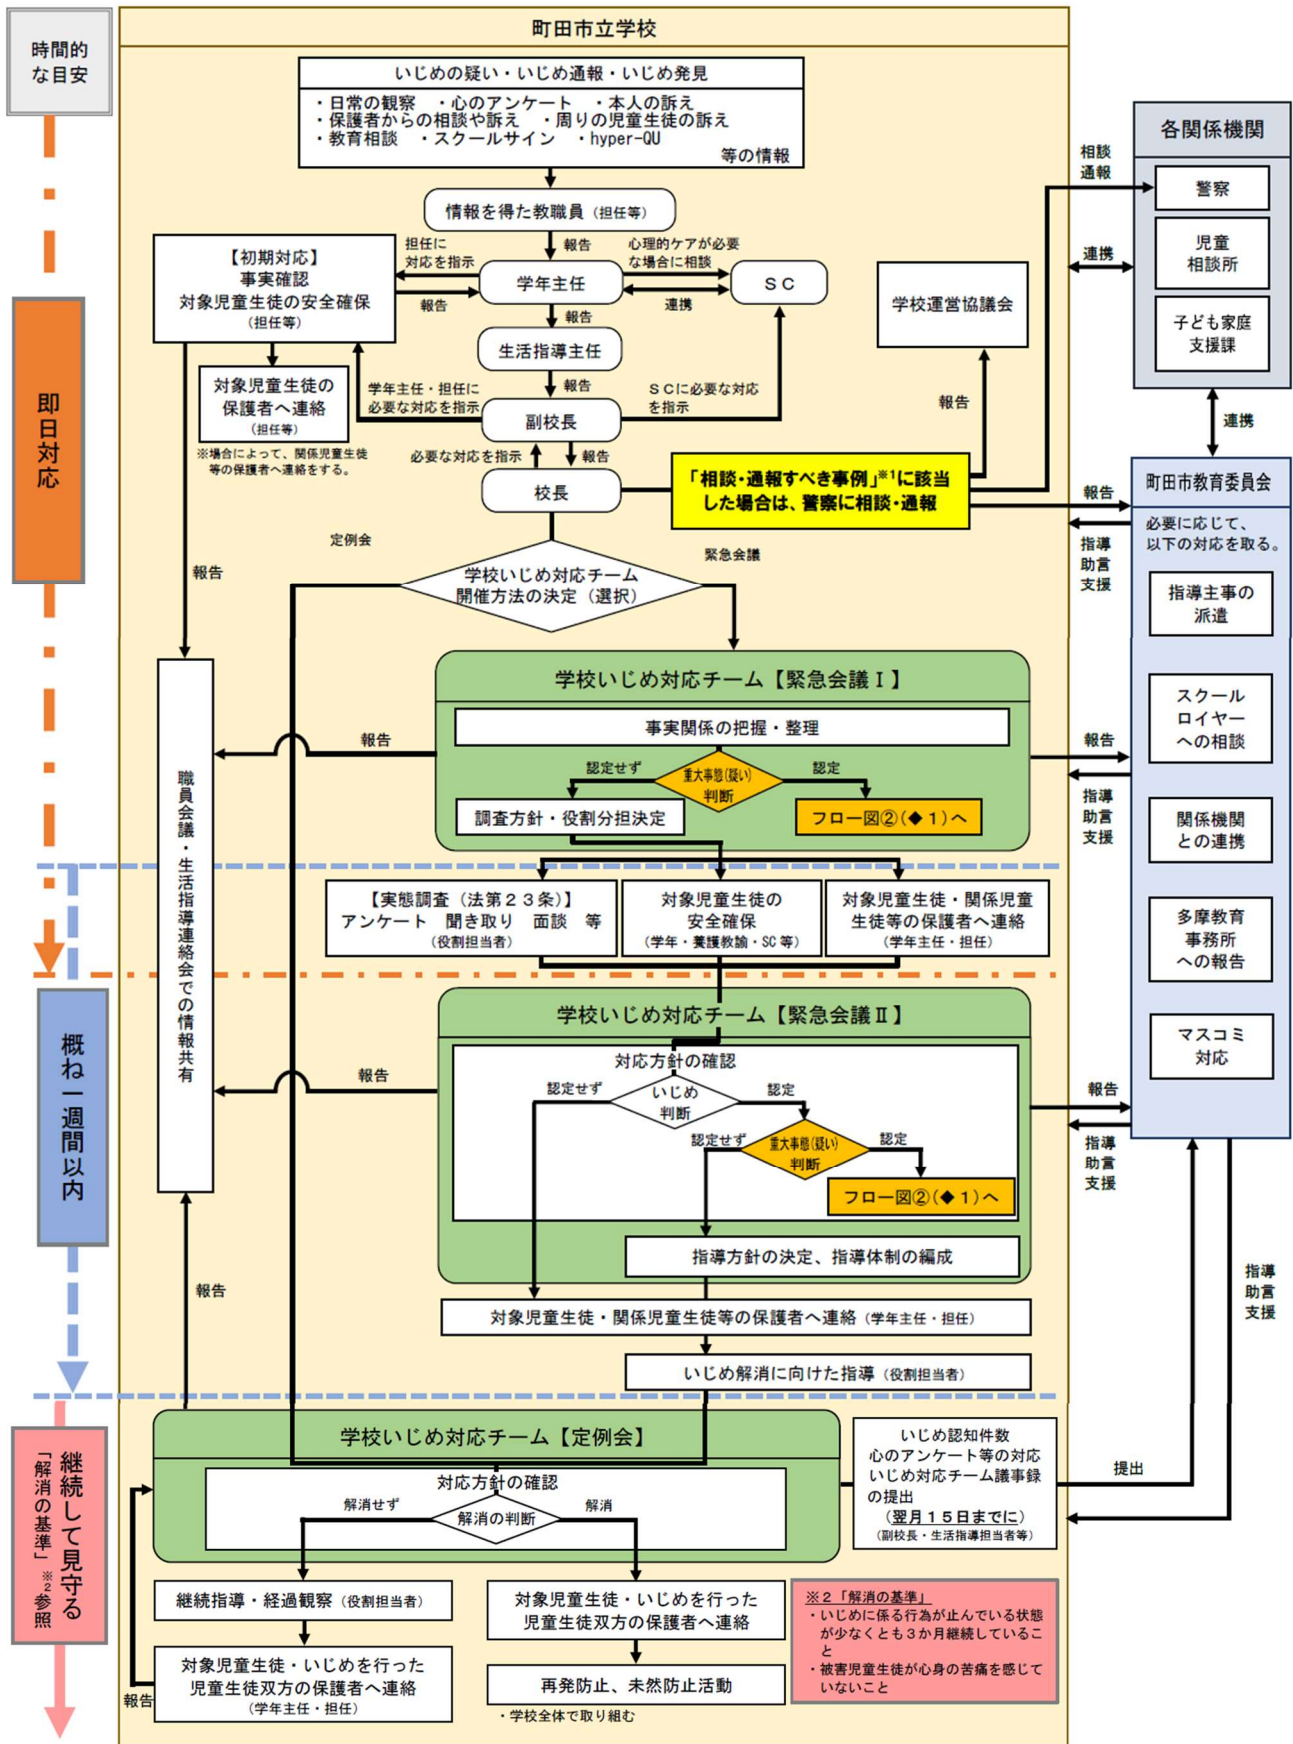 時間的
な目安
町田市立学校
いじめの疑い・いじめ通報・いじめ発見
・日常の観察　・心のアンケート　・本人の訴え
・保護者からの相談や訴え　・周りの児童生徒の訴え
・教育相談　・スクールサイン　・hyper-QU
等の情報
情報を得た教職員（担任等）
報告
担任に
対応を指示
心理的ケアが必要
な場合に相談
【初期対応】
事実確認
対象児童生徒の安全確保
（担任等）
報告
学年主任
連携
ＳＣ
報告
生活指導主任
対象児童生徒の
保護者へ連絡
（担任等）
※場合によって、関係児童生徒
等の保護者へ連絡をする。
学年主任・担任に
必要な対応を指示
報告
ＳＣに必要な対応
を指示
副校長
必要な対応を指示
報告
校長
学校運営協議会
報告
「相談・通報すべき事例」※1に該当
した場合は、警察に相談・通報
相談
通報
連携
各関係機関
警察
児童
相談所
子ども家庭
支援課
連携
即日対応
定例会
緊急会議
学校いじめ対応チーム
開催方法の決定（選択）
報告
報告
指導
助言
支援
町田市教育委員会
必要に応じて、
以下の対応を取る。
指導主事の
派遣
スクール
ロイヤー
への相談
関係機関
との連携
多摩教育
事務所
への報告
マスコミ
対応
学校いじめ対応チーム【緊急会議Ⅰ】
事実関係の把握・整理
報告
認定せず
重大事態(疑い)
判断
認定
調査方針・役割分担決定
フロー図②(◆１)へ
報告
指導
助言
支援
職員会議・生活指導連絡会での情報共有
【実態調査（法第２３条）】
アンケート　聞き取り　面談　等
（役割担当者）
対象児童生徒の
安全確保
（学年・養護教諭・SC 等）
対象児童生徒・関係児童
生徒等の保護者へ連絡
（学年主任・担任）
概ね一週間以内
学校いじめ対応チーム【緊急会議Ⅱ】
対応方針の確認
報告
認定せず
いじめ
判断
認定
認定せず
重大事態(疑い)
判断
認定
フロー図②(◆１)へ
指導方針の決定、指導体制の編成
報告
指導
助言
支援
報告
対象児童生徒・関係児童生徒等の保護者へ連絡（学年主任・担任）
いじめ解消に向けた指導（役割担当者）
指導
助言
支援
継続して見守る
「解消の基準」※2参照
学校いじめ対応チーム【定例会】
対応方針の確認
解消せず
解消の判断
解消
いじめ認知件数
心のアンケート等の対応
いじめ対応チーム議事録
の提出
（翌月１５日までに）
（副校長・生活指導担当者等）
提出
継続指導・経過観察（役割担当者）
対象児童生徒・いじめを行った
児童生徒双方の保護者へ連絡
（学年主任・担任）
報告
対象児童生徒・いじめを行った
児童生徒双方の保護者へ連絡
再発防止、未然防止活動
・学校全体で取り組む
※２「解消の基準」
・いじめに係る行為が止んでいる状態
が少なくとも３か月継続しているこ
と
・被害児童生徒が心身の苦痛を感じて
いないこと